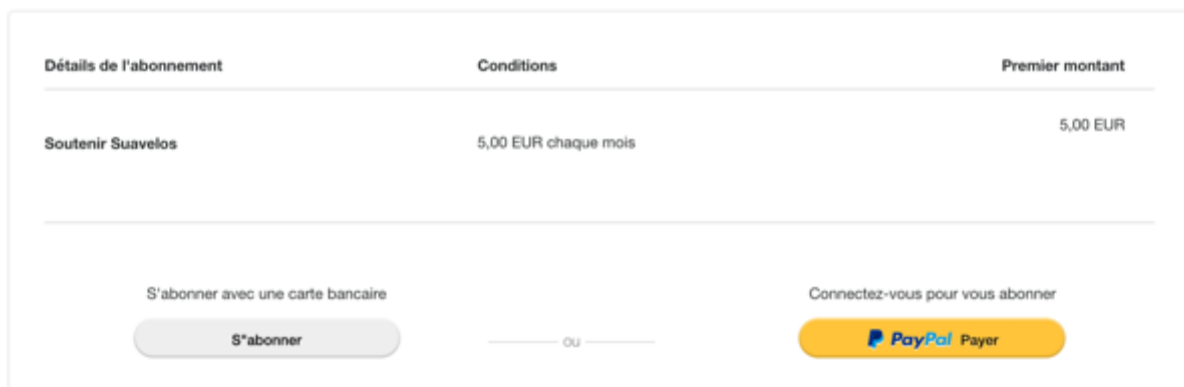 Détails de l'abonnement Conditions Premier montant
5,00 EUR
Soutenir Suavelos 5,00 EUR chaque mois
S'abonner avec une carte bancaire Connectez-vous pour vous abonner
S"abonner ou PayPal Payer